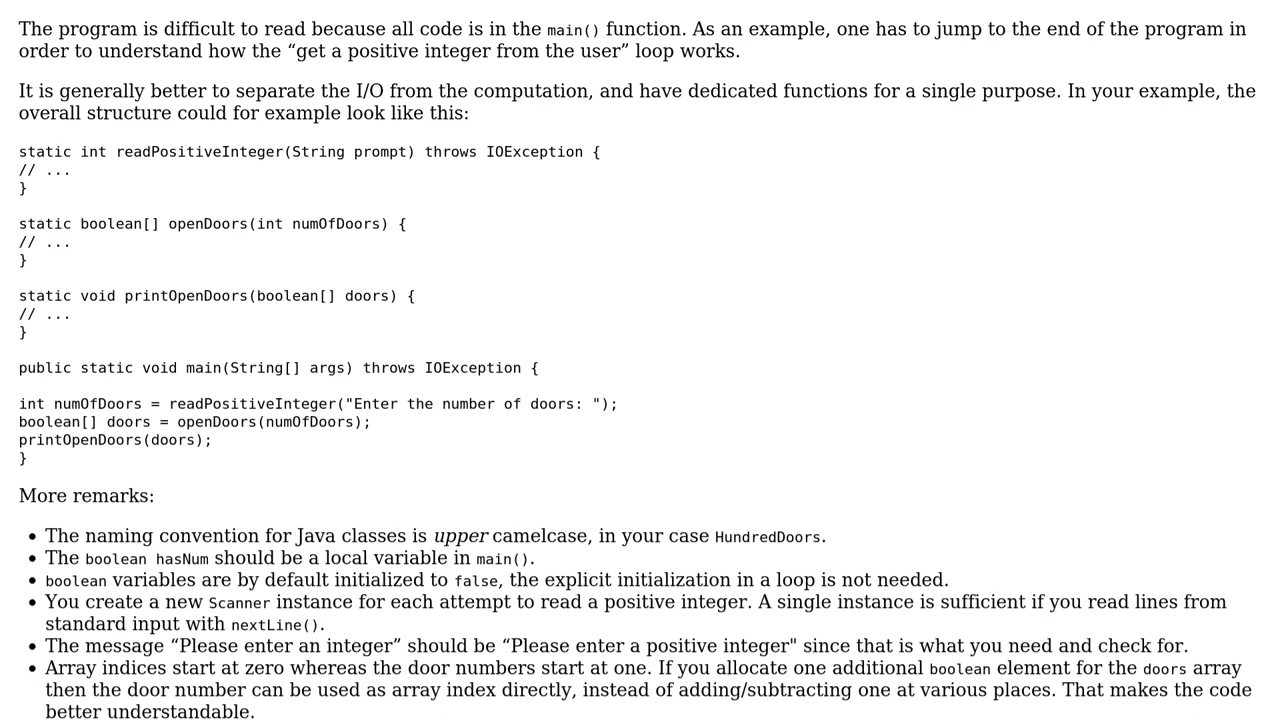 The program is difficult to read because all code is in the main() function. As an example, one has to jump to the end of the program in
order to understand how the “get a positive integer from the user” loop works.
It is generally better to separate the I/O from the computation, and have dedicated functions for a single purpose. In your example, the
overall structure could for example look like this:
static int readPositiveInteger(String prompt) throws IOException {
// ...
}
static boolean[] openDoors(int numOfDoors) {
// ...
}
static void printOpenDoors(boolean[] doors) {
// ...
}
public static void main(String[] args) throws IOException {
int numOfDoors = readPositiveInteger("Enter the number of doors: ");
boolean[] doors = openDoors(numOfDoors);
printOpenDoors(doors);
}
More remarks:
• The naming convention for Java classes is upper camelcase, in your case HundredDoors.
• The boolean hasNum should be a local variable in main().
• boolean variables are by default initialized to false, the explicit initialization in a loop is not needed.
• You create a new Scanner instance for each attempt to read a positive integer. A single instance is sufficient if you read lines from
standard input with nextLine().
• The message “Please enter an integer” should be “Please enter a positive integer" since that is what you need and check for.
• Array indices start at zero whereas the door numbers start at one. If you allocate one additional boolean element for the doors array
then the door number can be used as array index directly, instead of adding/subtracting one at various places. That makes the code
better understandable.